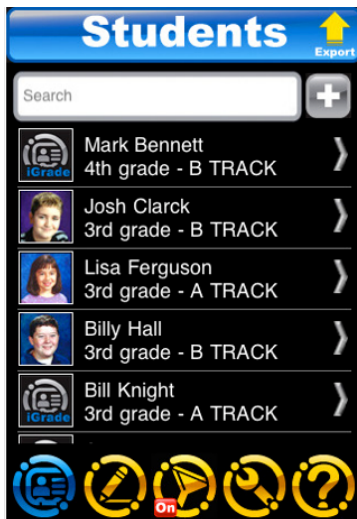 Students
Export
Search
Mark Bennett
4th grade - B TRACK
iGrade
Josh Clarck
3rd grade - B TRACK
Lisa Ferguson
3rd grade - A TRACK
Billy Hall
3rd grade - B TRACK
Bill Knight
3rd grade - A TRACK
iGrade
On